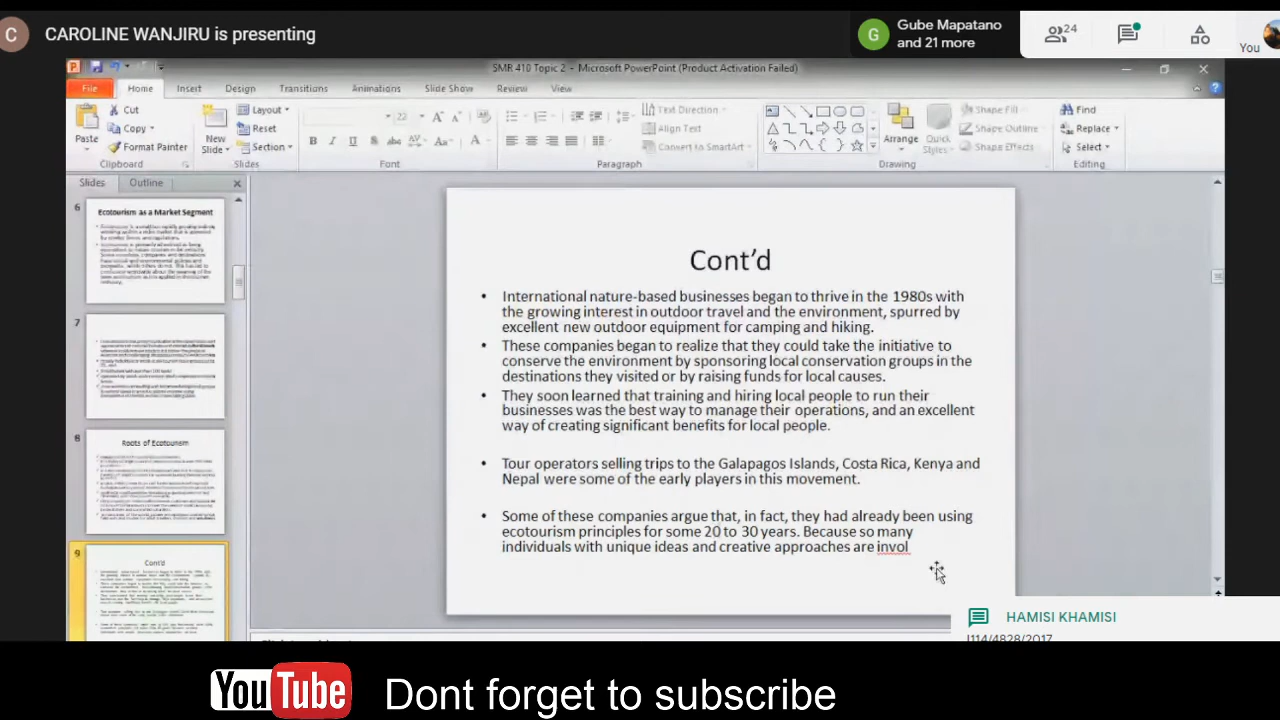 C
CAROLINE WANJIRU is presenting
G
Gube Mapatano
and 21 more
24
You
SMR 410 Topic 2 - Microsoft PowerPoint (Product Activation Failed)
File
Home
Insert
Design
Transitions
Animations
Slide Show
Review
View
Paste
Cut
Copy
Format Painter
Clipboard
New
Slide
Layout
Reset
Section
Slides
22
Font
Text Direction
Align Text
Convert to SmartArt
Paragraph
Arrange
Quick
Styles
Shape Fill
Shape Outline
Shape Effects
Drawing
Find
Replace
Select
Editing
Slides
Outline
6
Ecotourism as a Market Segment
7
8
Roots of Ecotourism
9
Cont'd
Cont’d
• International nature-based businesses began to thrive in the 1980s with
the growing interest in outdoor travel and the environment, spurred by
excellent new outdoor equipment for camping and hiking.
• These companies began to realize that they could take the initiative to
conserve the environment by sponsoring local conservation groups in the
destinations they visited or by raising funds for local causes.
• They soon learned that training and hiring local people to run their
businesses was the best way to manage their operations, and an excellent
way of creating significant benefits for local people.
• Tour operators selling trips to the Galapagos Islands, Costa Rica, Kenya and
Nepal were some of the early players in this movement.
• Some of these companies argue that, in fact, they had already been using
ecotourism principles for some 20 to 30 years. Because so many
individuals with unique ideas and creative approaches are invol
HAMISI KHAMISI
J114/4828/2017
YouTube
Dont forget to subscribe